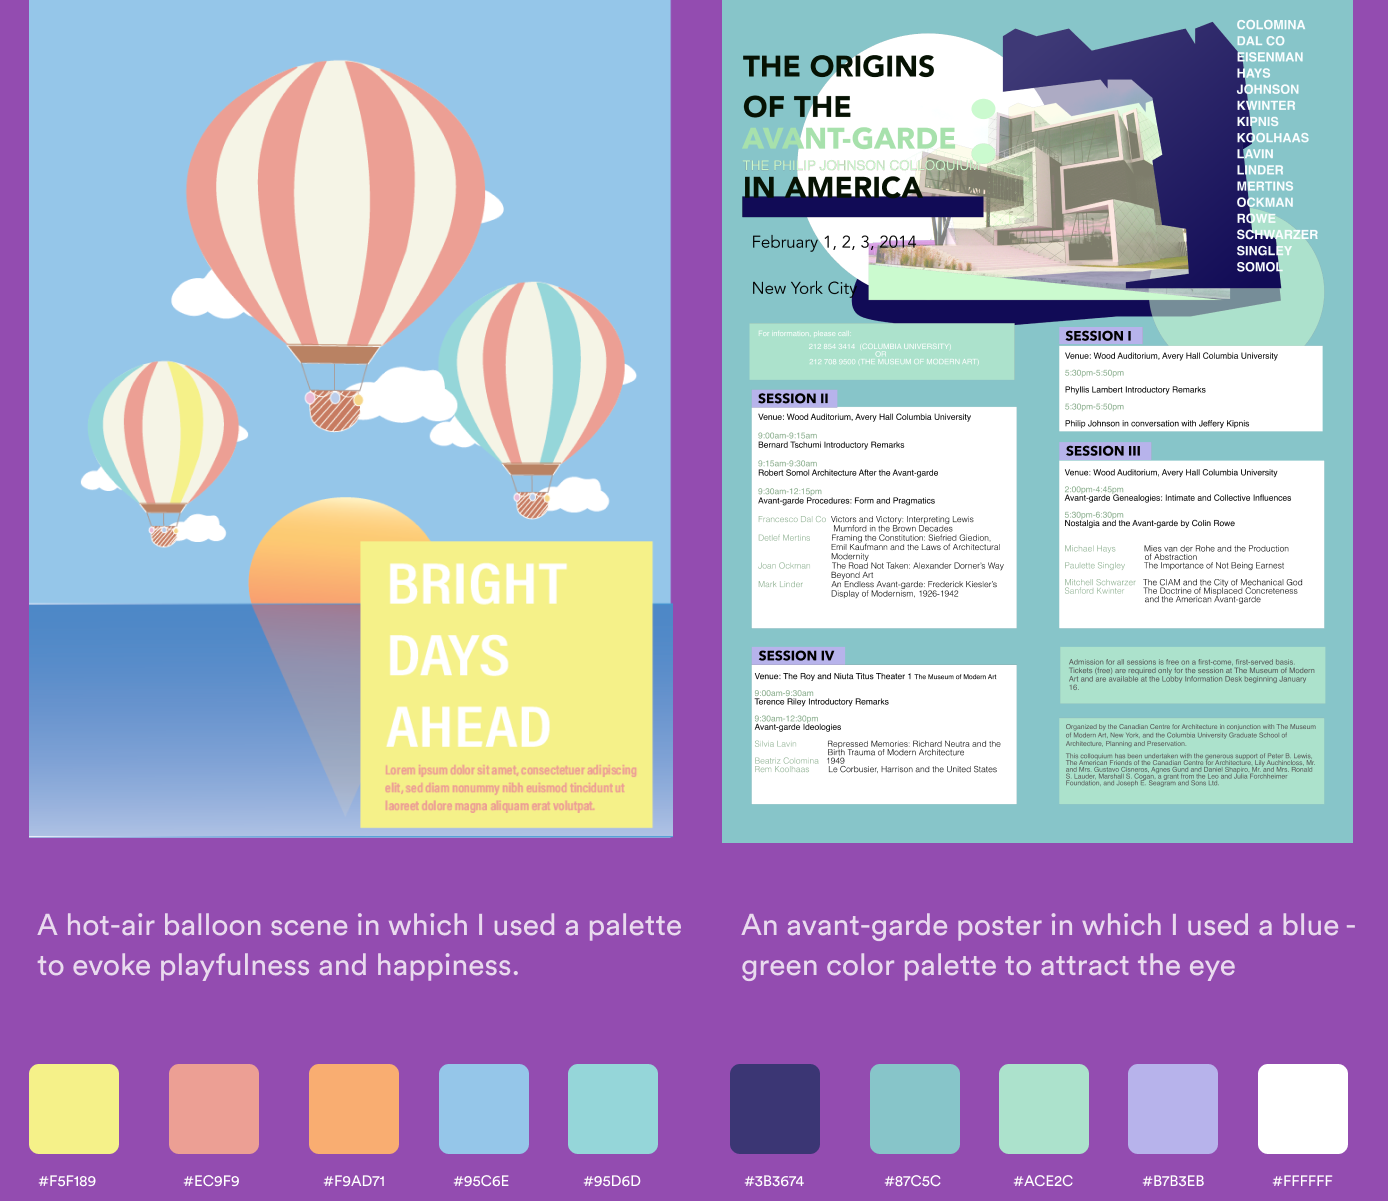 BRIGHT
DAYS
AHEAD
Lorem ipsum dolor sit amet, consectetuer adipiscing
elit, sed diam nonummy nibh euismod tincidunt ut
laoreet dolore magna aliquam erat volutpat.
A hot-air balloon scene in which I used a palette
to evoke playfulness and happiness.
#F5F189
#EC9F9
#F9AD71
#95C6E
#95D6D
THE ORIGINS
OF THE
AVANT-GARDE
THE PHILIP JOHNSON COLLOQUIUM
IN AMERICA
February 1, 2, 3, 2014
New York City
COLOMINA
DAL CO
EISENMAN
HAYS
JOHNSON
KWINTER
KIPNIS
KOOLHAAS
LAVIN
LINDER
MERTINS
OCKMAN
ROWE
SCHWARZER
SINGLEY
SOMOL
For information, please call:
212 854 3414 (COLUMBIA UNIVERSITY)
OR
212 708 9500 (THE MUSEUM OF MODERN ART)
SESSION I
Venue: Wood Auditorium, Avery Hall Columbia University
5:30pm-5:50pm
Phyllis Lambert Introductory Remarks
5:30pm-5:50pm
Philip Johnson in conversation with Jeffery Kipnis
SESSION II
Venue: Wood Auditorium, Avery Hall Columbia University
9:00am-9:15am
Bernard Tschumi Introductory Remarks
9:15am-9:30am
Robert Somol Architecture After the Avant-garde
9:30am-12:15pm
Avant-garde Procedures: Form and Pragmatics
Francesco Dal Co Victors and Victory: Interpreting Lewis
Mumford in the Brown Decades
Detlef Mertins Framing the Constitution: Siefried Giedion,
Emil Kaufmann and the Laws of Architectural
Modernity
Joan Ockman The Road Not Taken: Alexander Dorner's Way
Beyond Art
Mark Linder An Endless Avant-garde: Frederick Kiesler's
Display of Modernism, 1926-1942
SESSION III
Venue: Wood Auditorium, Avery Hall Columbia University
2:00pm-4:45pm
Avant-garde Genealogies: Intimate and Collective Influences
5:30pm-6:30pm
Nostalgia and the Avant-garde by Colin Rowe
Michael Hays Mies van der Rohe and the Production
of Abstraction
Paulette Singley The Importance of Not Being Earnest
Mitchell Schwarzer The CIAM and the City of Mechanical God
Sanford Kwinter The Doctrine of Misplaced Concreteness
and the American Avant-garde
SESSION IV
Venue: The Roy and Niuta Titus Theater 1 The Museum of Modern Art
9:00am-9:30am
Terence Riley Introductory Remarks
9:30am-12:30pm
Avant-garde Ideologies
Silvia Lavin Repressed Memories: Richard Neutra and the
Birth Trauma of Modern Architecture
Beatriz Colomina 1949
Rem Koolhaas Le Corbusier, Harrison and the United States
Admission for all sessions is free on a first-come, first-served basis.
Tickets (free) are required only for the session at The Museum of Modern
Art and are available at the Lobby Information Desk beginning January
16.
Organized by the Canadian Centre for Architecture in conjunction with The Museum
of Modern Art, New York, and the Columbia University Graduate School of
Architecture, Planning and Preservation.
This colloquium has been undertaken with the generous support of Peter B. Lewis,
The American Friends of the Canadian Centre for Architecture, Lily Auchincloss, Mr.
and Mrs. Gustavo Cisneros, Agnes Gund and Daniel Shapiro, Mr. and Mrs. Ronald
S. Lauder, Marshall S. Cogan, a grant from the Leo and Julia Forchheimer
Foundation, and Joseph E. Seagram and Sons Ltd.
An avant-garde poster in which I used a blue -
green color palette to attract the eye
#3B3674
#87C5C
#ACE2C
#B7B3EB
#FFFFFF